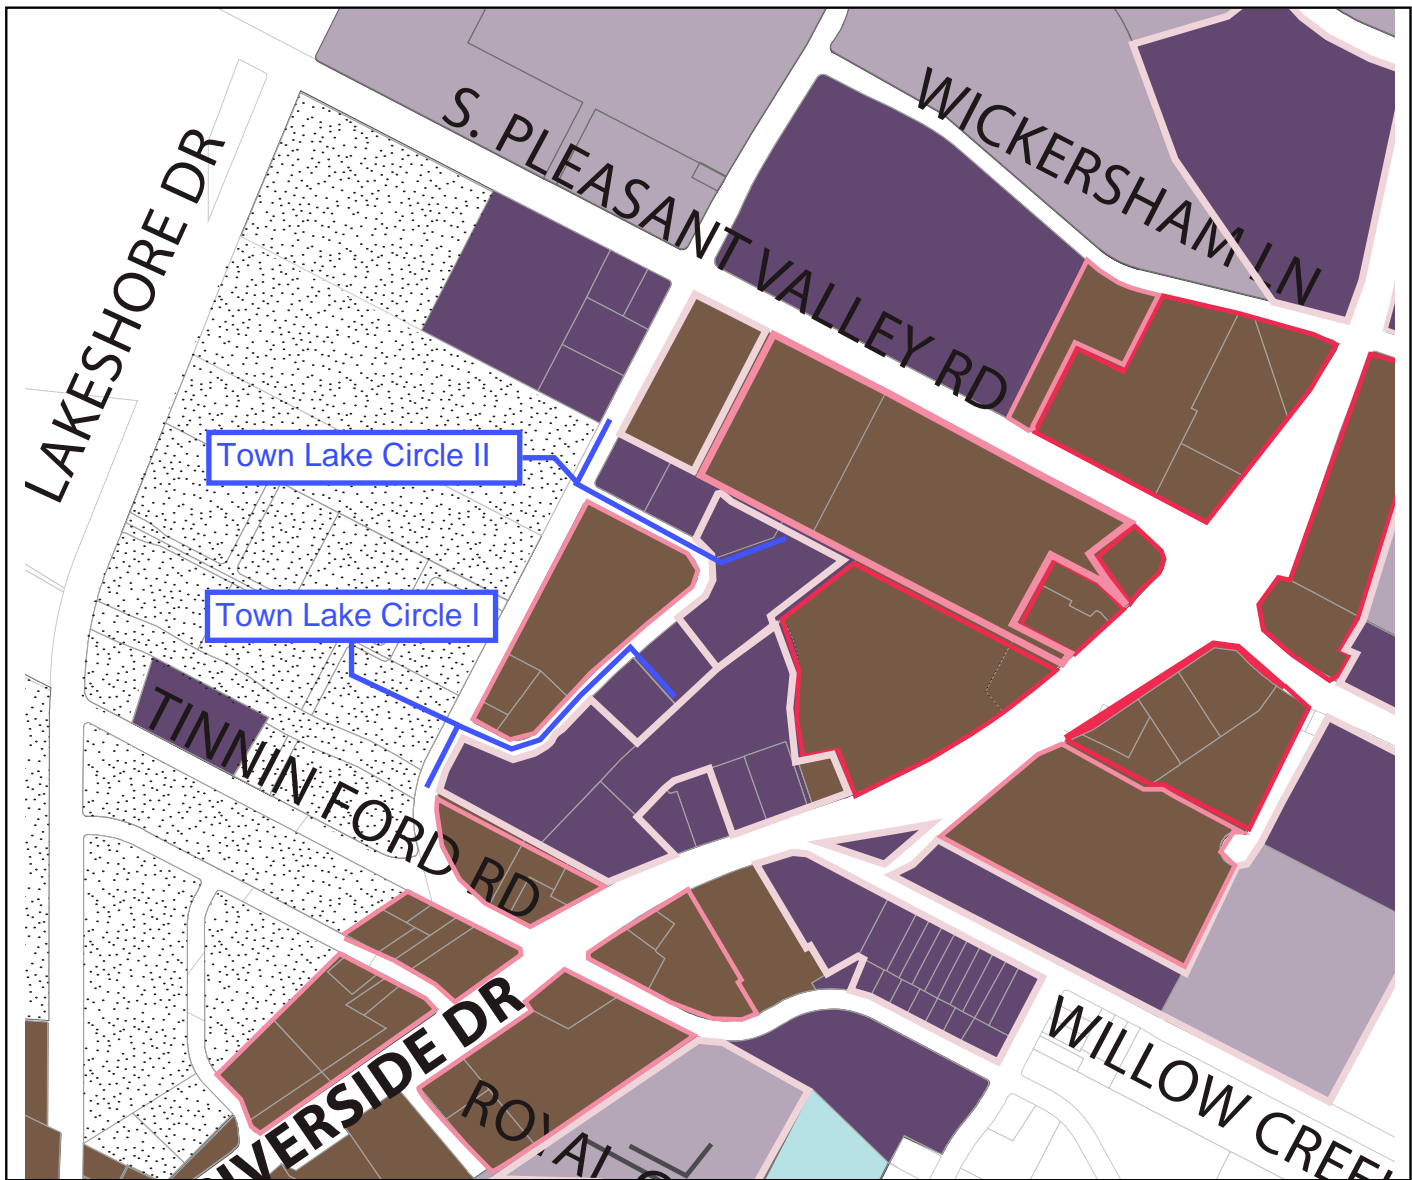 S. PLEASANT VALLEY RD
WICKERSHAM LN
LAKESHORE DR
Town Lake Circle II
Town Lake Circle I
TINNIN FORD RD
RIVERSIDE DR
ROYAL
WILLOW CREEK